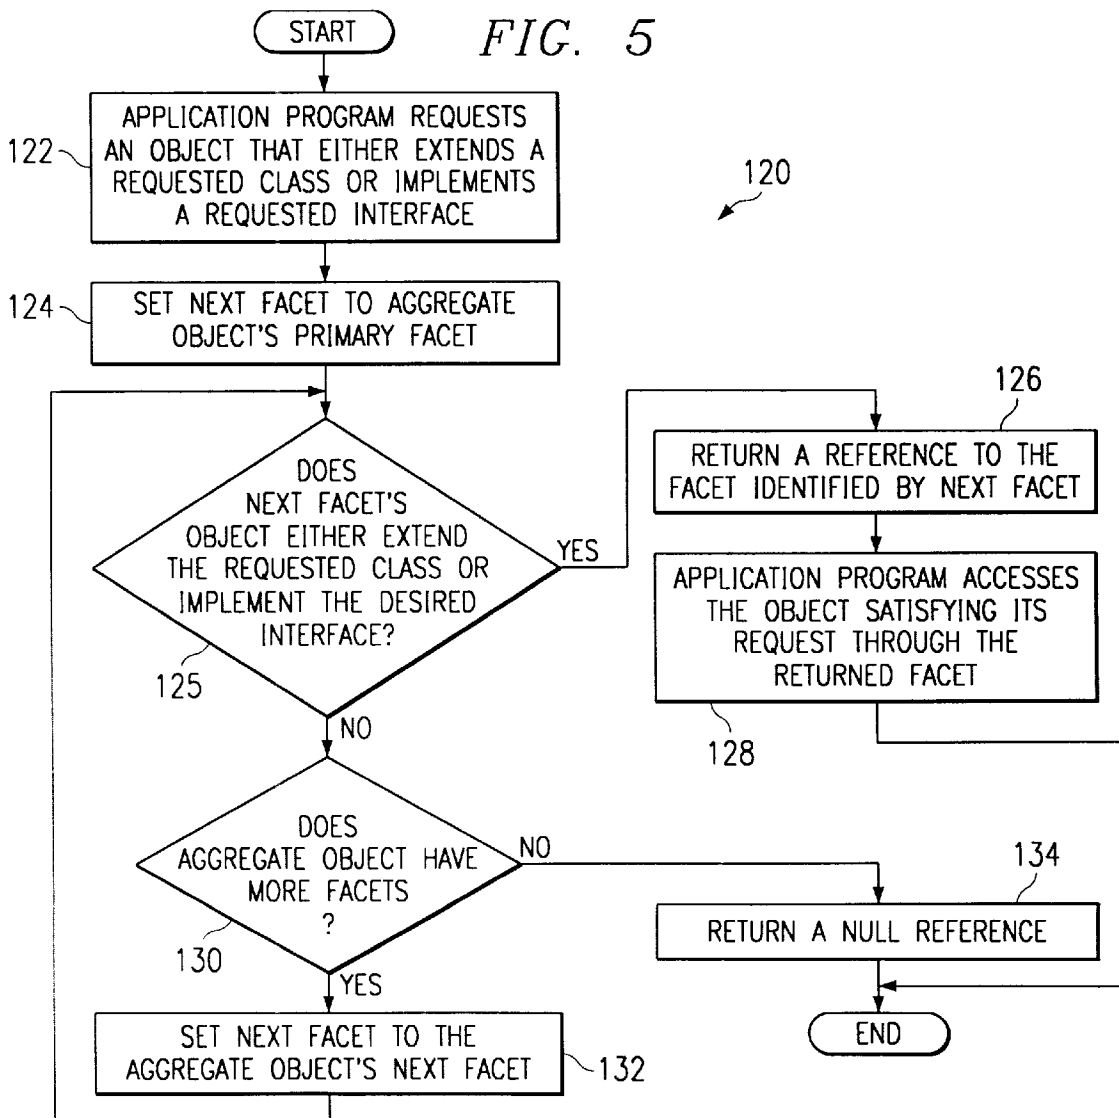 START
FIG. 5
122
APPLICATION PROGRAM REQUESTS
AN OBJECT THAT EITHER EXTENDS A
REQUESTED CLASS OR IMPLEMENTS
A REQUESTED INTERFACE
120
124
SET NEXT FACET TO AGGREGATE
OBJECT'S PRIMARY FACET
DOES
NEXT FACET'S
OBJECT EITHER EXTEND
THE REQUESTED CLASS OR
IMPLEMENT THE DESIRED
INTERFACE?
125
YES
NO
126
RETURN A REFERENCE TO THE
FACET IDENTIFIED BY NEXT FACET
APPLICATION PROGRAM ACCESSES
THE OBJECT SATISFYING ITS
REQUEST THROUGH THE
RETURNED FACET
128
DOES
AGGREGATE OBJECT HAVE
MORE FACETS
?
130
NO
YES
134
RETURN A NULL REFERENCE
END
SET NEXT FACET TO THE
AGGREGATE OBJECT'S NEXT FACET
132